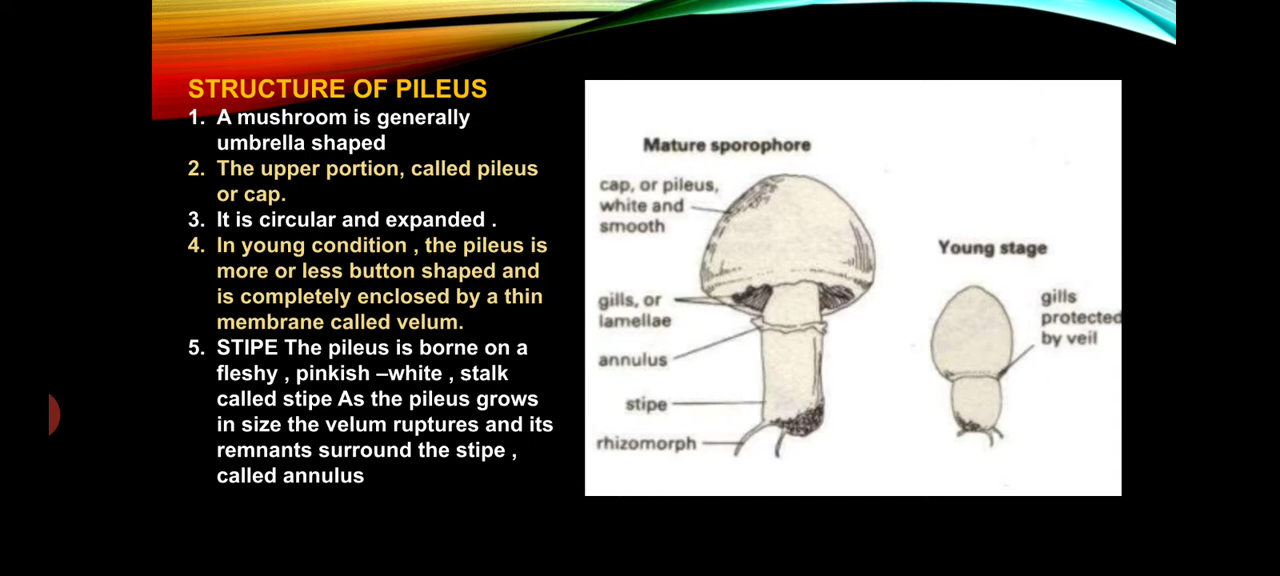 STRUCTURE OF PILEUS
1. A mushroom is generally
umbrella shaped
2. The upper portion, called pileus
or cap.
3. It is circular and expanded .
4. In young condition , the pileus is
more or less button shaped and
is completely enclosed by a thin
membrane called velum.
5. STIPE The pileus is borne on a
fleshy , pinkish –white , stalk
called stipe As the pileus grows
in size the velum ruptures and its
remnants surround the stipe ,
called annulus
Mature sporophore
cap, or pileus,
white and
smooth
gills, or
lamellae
annulus
stipe
rhizomorph
Young stage
gills
protected
by veil